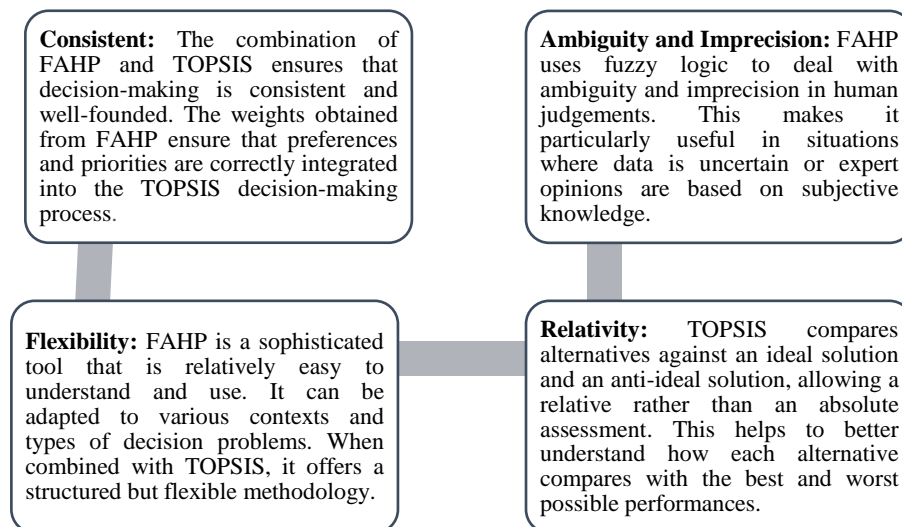 Consistent: The combination of
FAHP and TOPSIS ensures that
decision-making is consistent and
well-founded. The weights obtained
from FAHP ensure that preferences
and priorities are correctly integrated
into the TOPSIS decision-making
process.
Ambiguity and Imprecision: FAHP
uses fuzzy logic to deal with
ambiguity and imprecision in human
judgements. This makes it
particularly useful in situations
where data is uncertain or expert
opinions are based on subjective
knowledge.
Flexibility: FAHP is a sophisticated
tool that is relatively easy to
understand and use. It can be
adapted to various contexts and
types of decision problems. When
combined with TOPSIS, it offers a
structured but flexible methodology.
Relativity: TOPSIS compares
alternatives against an ideal solution
and an anti-ideal solution, allowing a
relative rather than an absolute
assessment. This helps to better
understand how each alternative
compares with the best and worst
possible performances.